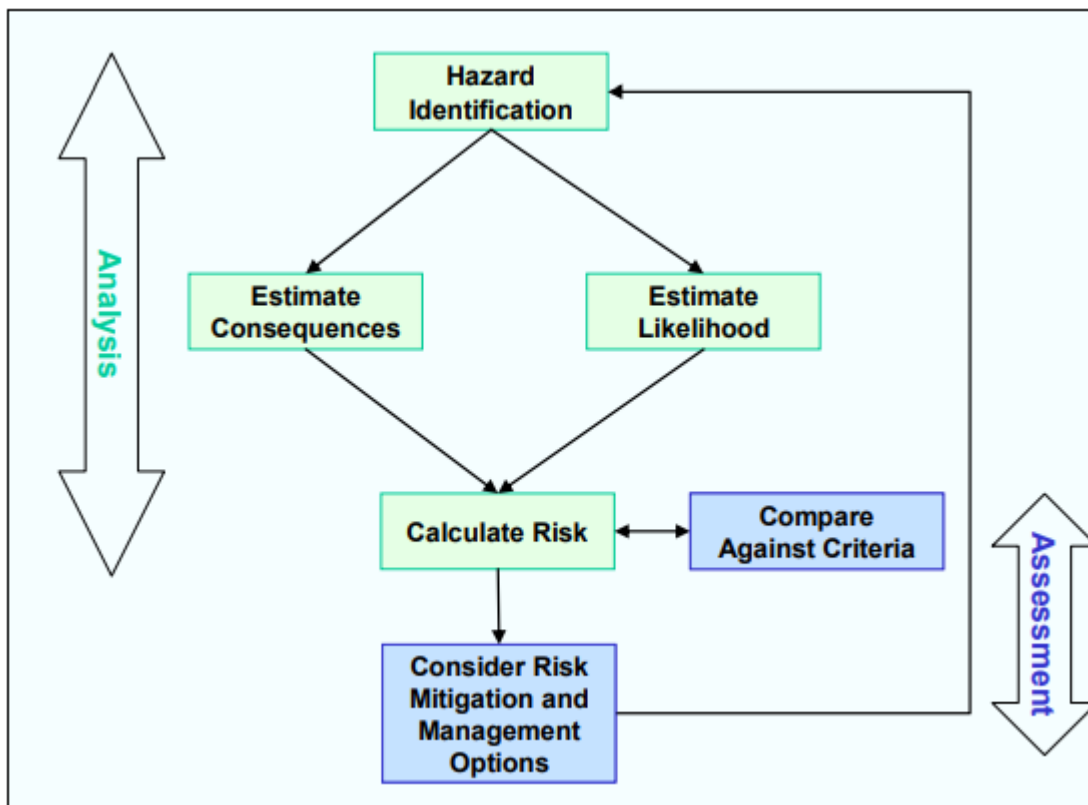 Hazard
Identification
Analysis
Estimate
Consequences
Estimate
Likelihood
Calculate Risk
Compare
Against Criteria
Assessment
Consider Risk
Mitigation and
Management
Options